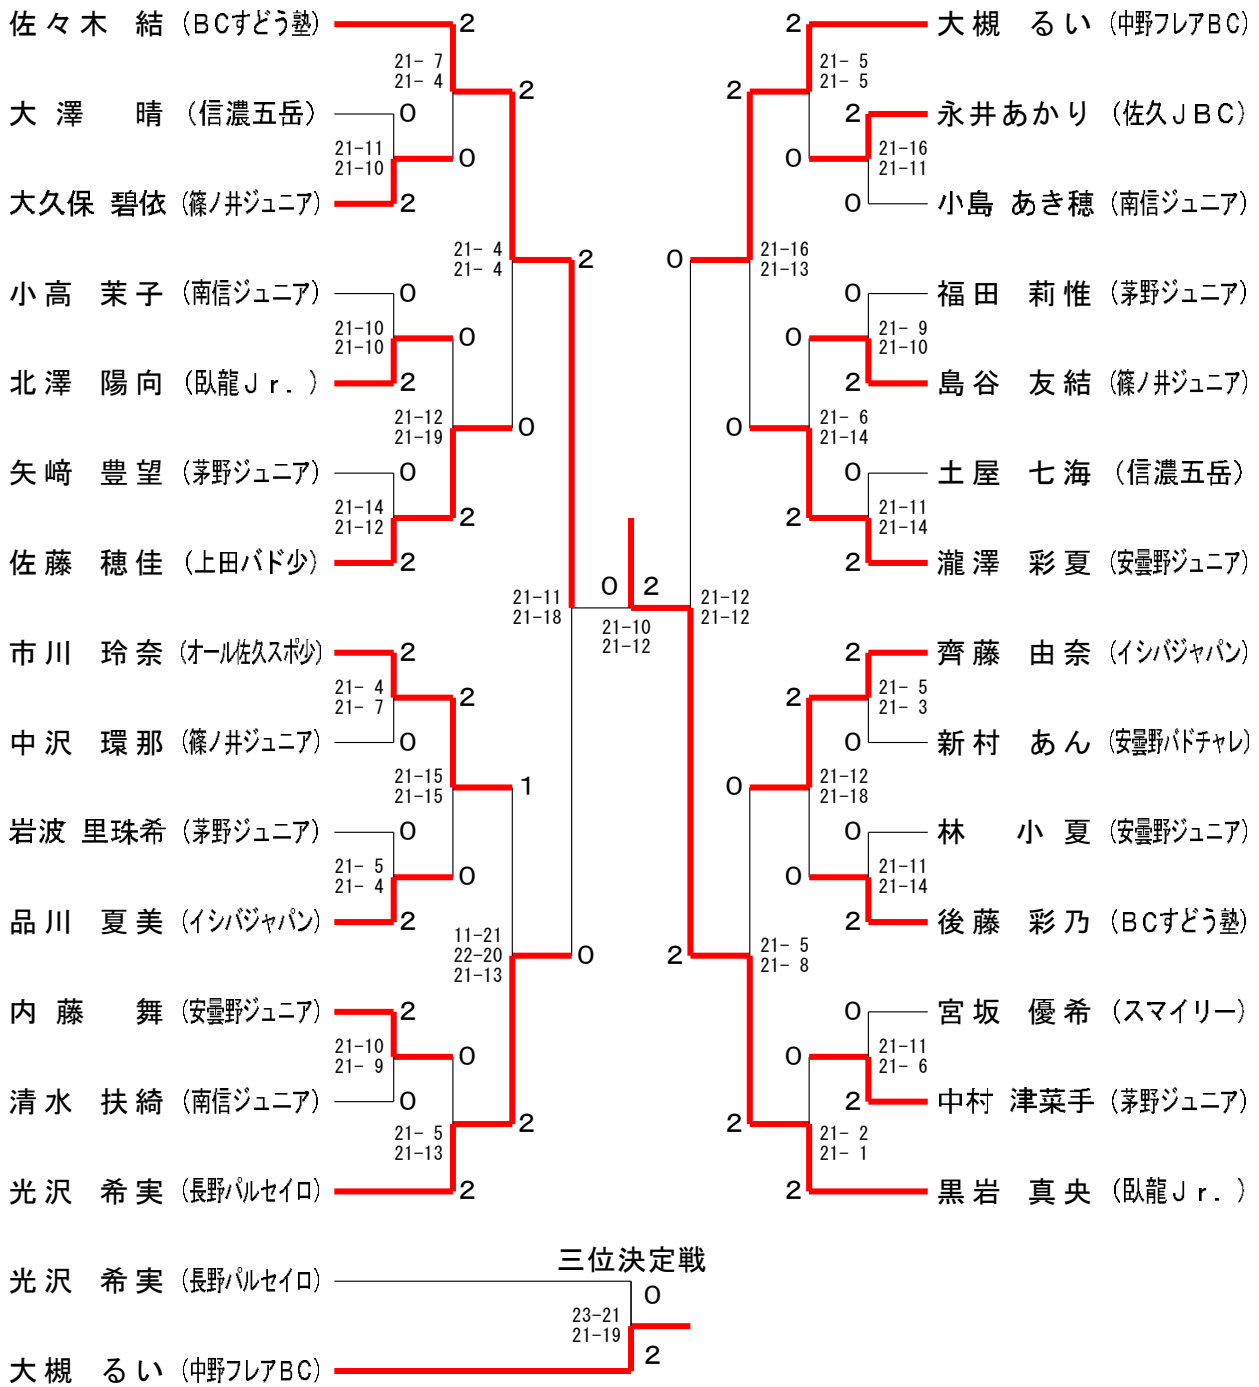 佐々木 結 (BCすどう塾) 2 2 大槻 るい (中野フレアBC)
21- 7 21- 5
21- 4 2 2 21- 5
大澤 晴 (信濃五岳) 0 2 永井あかり (佐久JBC)
21-11 0 0 21-16
21-10 21-11
大久保 碧依 (篠ノ井ジュニア) 2 0 小島 あき穂 (南信ジュニア)
21- 4 2 0 21-16
21- 4 21-13
小高 茉子 (南信ジュニア) 0 0 福田 莉惟 (茅野ジュニア)
21-10 0 0 21- 9
21-10 21-10
北澤 陽向 (臥龍Jr.) 2 2 島谷 友結 (篠ノ井ジュニア)
21-12 0 0 21- 6
21-19 21-14
矢﨑 豊望 (茅野ジュニア) 0 0 土屋 七海 (信濃五岳)
21-14 2 2 21-11
21-12 21-14
佐藤 穂佳 (上田バド少) 2 2 瀧澤 彩夏 (安曇野ジュニア)
21-11 0 2 21-12
21-18 21-10 21-12
21-12
市川 玲奈 (オール佐久スポ少) 2 2 齊藤 由奈 (イシバジャパン)
21- 4 2 2 21- 5
21- 7 21- 3
中沢 環那 (篠ノ井ジュニア) 0 0 新村 あん (安曇野バドチャレ)
21-15 1 0 21-12
21-15 21-18
岩波 里珠希 (茅野ジュニア) 0 0 林 小夏 (安曇野ジュニア)
21- 5 0 0 21-11
21- 4 21-14
品川 夏美 (イシバジャパン) 2 2 後藤 彩乃 (BCすどう塾)
11-21 21- 5
22-20 0 2 21- 8
21-13
内藤 舞 (安曇野ジュニア) 2 0 宮坂 優希 (スマイリー)
21-10 0 0 21-11
21- 9 21- 6
清水 扶綺 (南信ジュニア) 0 2 中村 津菜手 (茅野ジュニア)
21- 5 2 2 21- 2
21-13 21- 1
光沢 希実 (長野パルセイロ) 2 2 黒岩 真央 (臥龍Jr.)
三位決定戦
光沢 希実 (長野パルセイロ) 0
23-21
21-19
大槻 るい (中野フレアBC) 2